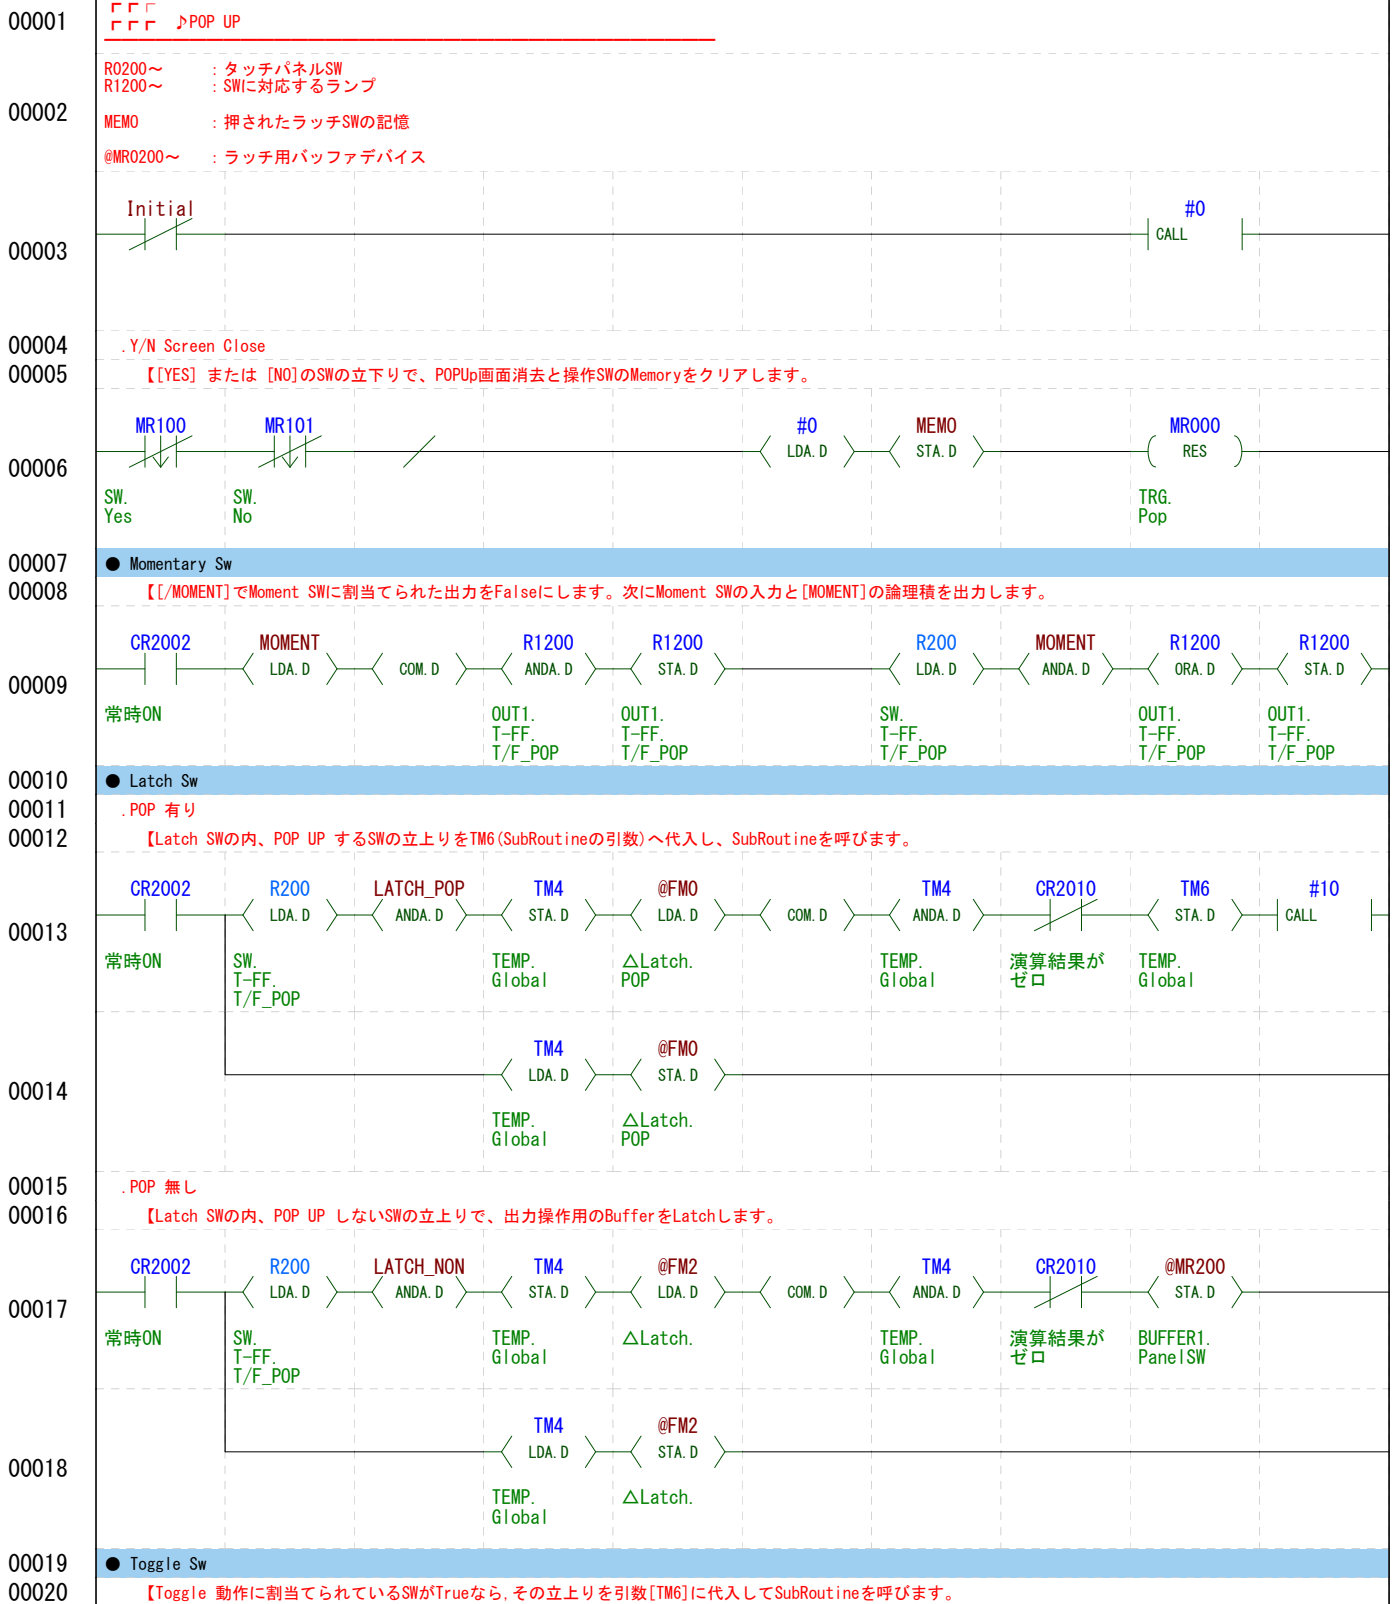 00001 ♪POP UP
R0200～ ：タッチパネルSW
R1200～ ：SWに対応するランプ
00002
MEMO ：押されたラッチSWの記憶
@MR0200～ ：ラッチ用バッファデバイス
Initial #0
CALL
00003
00004 .Y/N Screen Close
00005 【[YES] または [NO]のSWの立下りで、POPUp画面消去と操作SWのMemoryをクリアします。
MR100 MR101 #0 MEMO MR000
LDA.D STA.D RES
00006
SW. SW. TRG.
Yes No Pop
00007 ● Momentary Sw
00008 【[/MOMENT]でMoment SWに割当てられた出力をFalseにします。次にMoment SWの入力と[MOMENT]の論理積を出力します。
CR2002 MOMENT R1200 R1200 R200 MOMENT R1200 R1200
LDA.D COM.D ANDA.D STA.D LDA.D ANDA.D ORA.D STA.D
00009
常時ON OUT1. OUT1. SW. OUT1. OUT1.
T-FF. T-FF. T-FF. T-FF. T-FF.
T/F_POP T/F_POP T/F_POP T/F_POP T/F_POP
00010 ● Latch Sw
00011 .POP 有り
00012 【Latch SWの内、POP UP するSWの立上りをTM6(SubRoutineの引数)へ代入し、SubRoutineを呼びます。
CR2002 R200 LATCH_POP TM4 @FM0 TM4 CR2010 TM6 #10
LDA.D ANDA.D STA.D LDA.D COM.D ANDA.D STA.D CALL
00013
常時ON SW. TEMP. △Latch. TEMP. 演算結果が TEMP.
T-FF. Global POP Global ゼロ Global
T/F_POP
TM4 @FM0
LDA.D STA.D
00014
TEMP. △Latch.
Global POP
00015 .POP 無し
00016 【Latch SWの内、POP UP しないSWの立上りで、出力操作用のBufferをLatchします。
CR2002 R200 LATCH_NON TM4 @FM2 TM4 CR2010 @MR200
LDA.D ANDA.D STA.D LDA.D COM.D ANDA.D STA.D
00017
常時ON SW. TEMP. △Latch. TEMP. 演算結果が BUFFER1.
T-FF. Global Global ゼロ PanelSW
T/F_POP
TM4 @FM2
LDA.D STA.D
00018
TEMP. △Latch.
Global
00019 ● Toggle Sw
00020 【Toggle 動作に割当てられているSWがTrueなら,その立上りを引数[TM6]に代入してSubRoutineを呼びます。